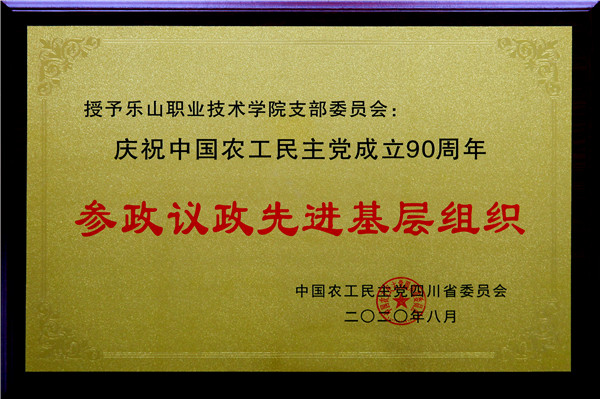 授予乐山职业技术学院支部委员会：
庆祝中国农工民主党成立90周年
参政议政先进基层组织
中国农工民主党四川省委员会
二〇二〇年八月